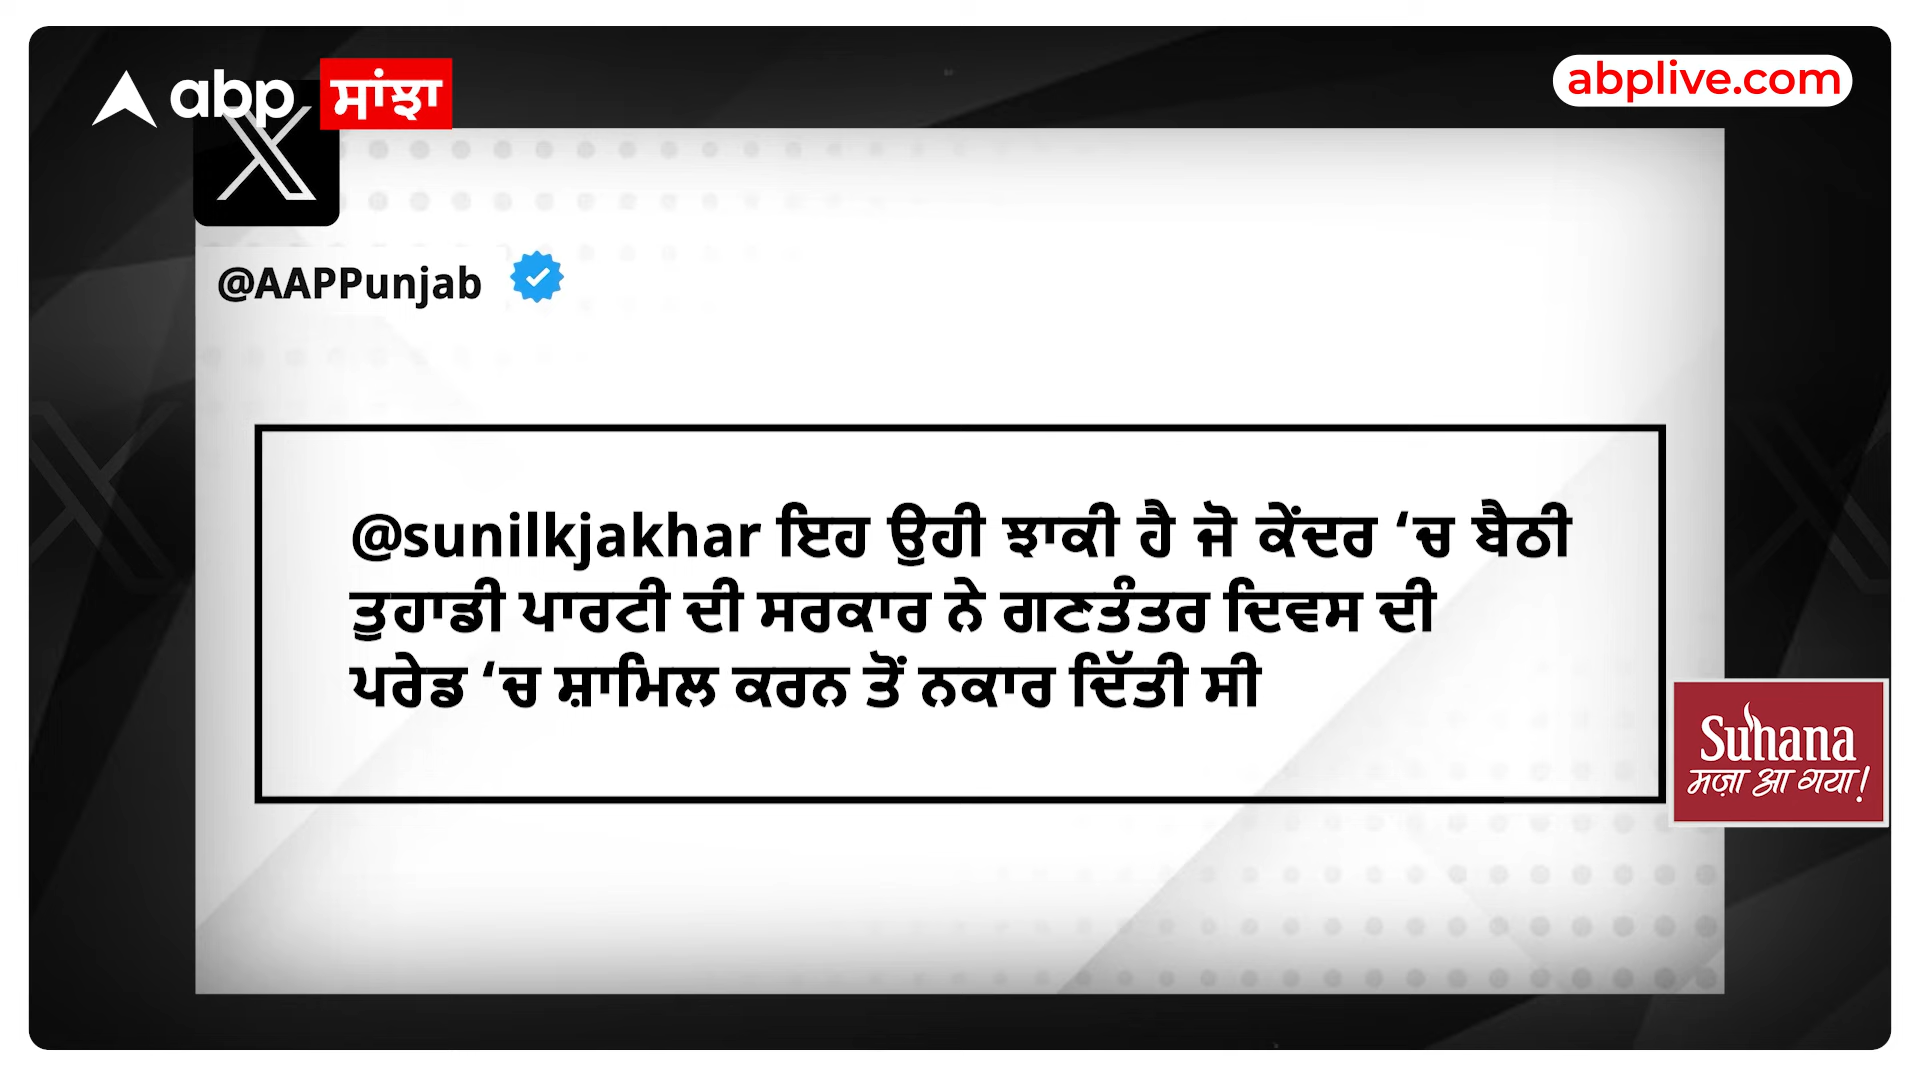 abp ਸਾਂਝਾ
abplive.com
@AAPPunjab
@sunilkjakhar ਇਹ ਉਹੀ ਝਾਕੀ ਹੈ ਜੋ ਕੇਂਦਰ ‘ਚ ਬੈਠੀ
ਤੁਹਾਡੀ ਪਾਰਟੀ ਦੀ ਸਰਕਾਰ ਨੇ ਗਣਤੰਤਰ ਦਿਵਸ ਦੀ
ਪਰੇਡ ‘ਚ ਸ਼ਾਮਿਲ ਕਰਨ ਤੋਂ ਨਕਾਰ ਦਿੱਤੀ ਸੀ
Suhana
मज़ा आ गया!